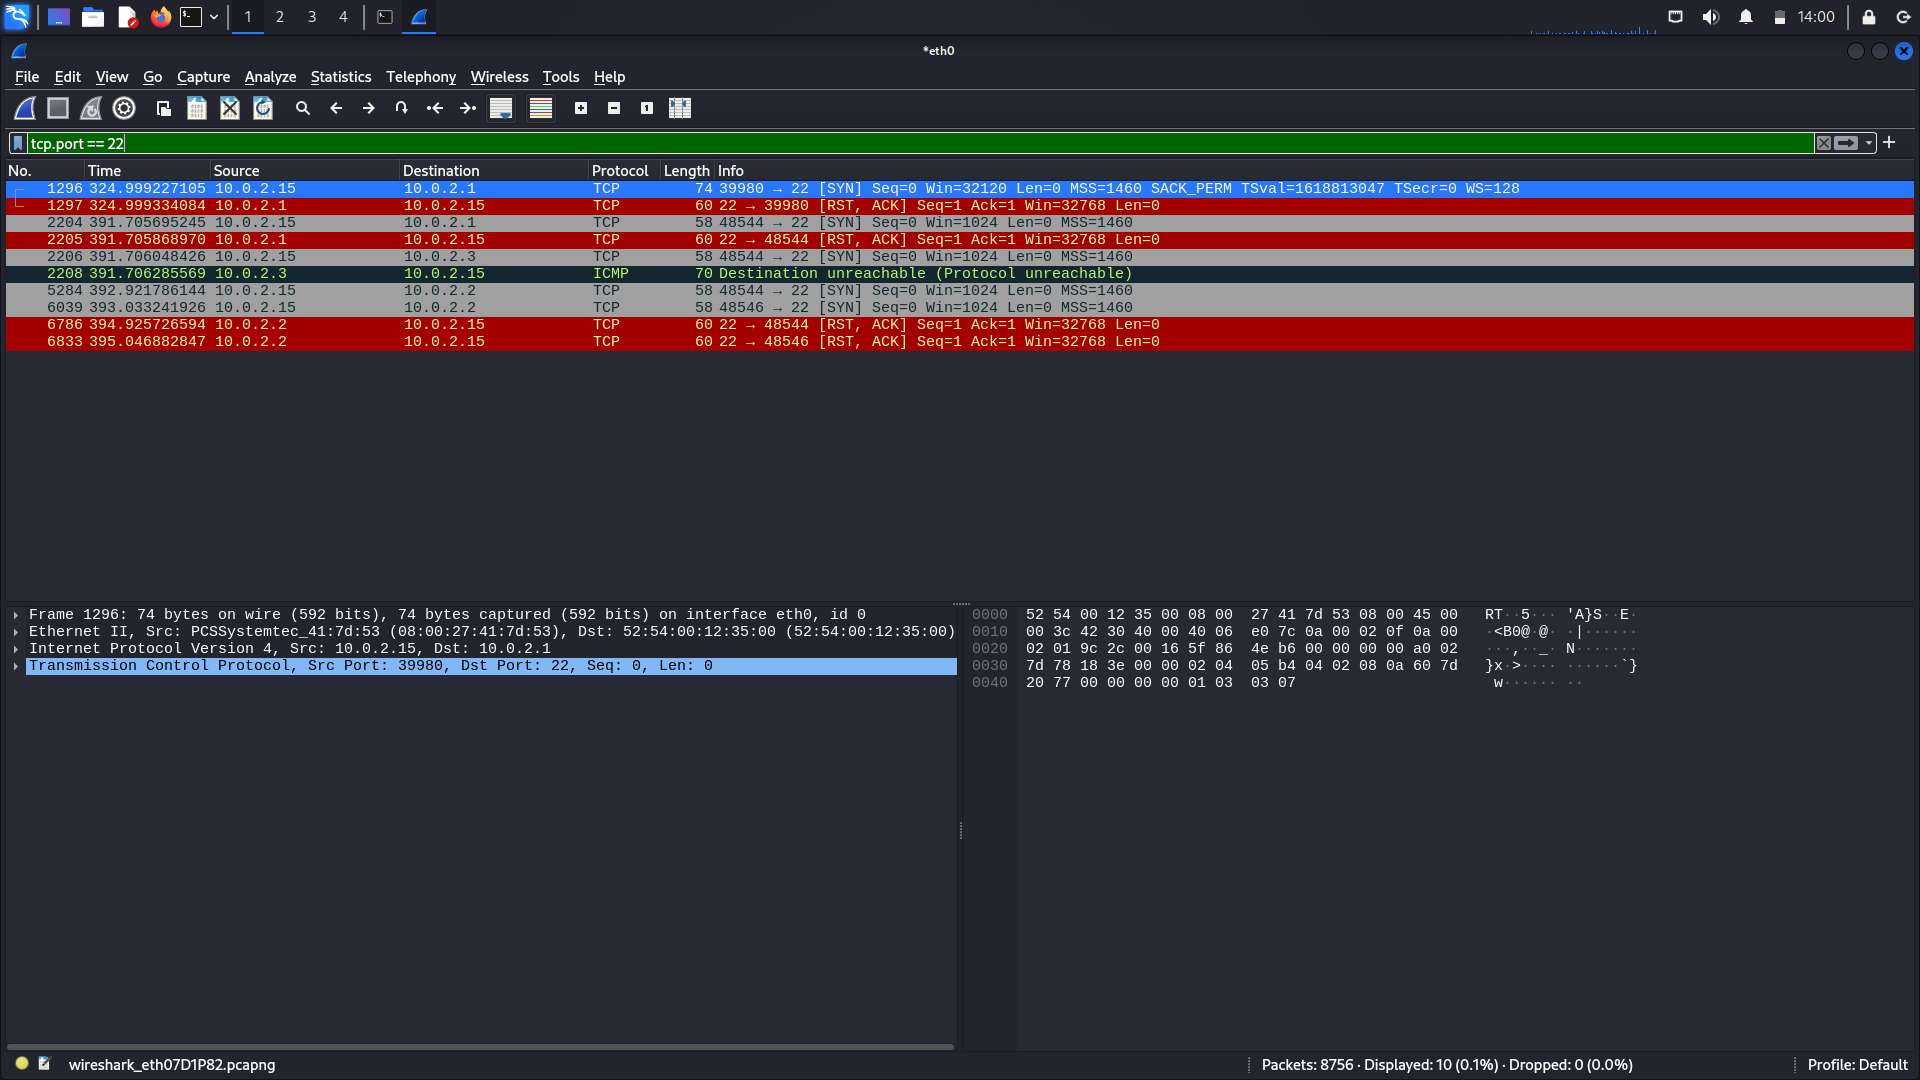 1 2 3 4 14:00
*eth0
File Edit View Go Capture Analyze Statistics Telephony Wireless Tools Help
tcp.port == 22
No. Time Source Destination Protocol Length Info
1296 324.999227105 10.0.2.15 10.0.2.1 TCP 74 39980 → 22 [SYN] Seq=0 Win=32120 Len=0 MSS=1460 SACK_PERM TSval=1618813047 TSecr=0 WS=128
1297 324.999334084 10.0.2.1 10.0.2.15 TCP 60 22 → 39980 [RST, ACK] Seq=1 Ack=1 Win=32768 Len=0
2204 391.705695245 10.0.2.15 10.0.2.1 TCP 58 48544 → 22 [SYN] Seq=0 Win=1024 Len=0 MSS=1460
2205 391.705868970 10.0.2.1 10.0.2.15 TCP 60 22 → 48544 [RST, ACK] Seq=1 Ack=1 Win=32768 Len=0
2206 391.706048426 10.0.2.15 10.0.2.3 TCP 58 48544 → 22 [SYN] Seq=0 Win=1024 Len=0 MSS=1460
2208 391.706285569 10.0.2.3 10.0.2.15 ICMP 70 Destination unreachable (Protocol unreachable)
5284 392.921786144 10.0.2.15 10.0.2.2 TCP 58 48544 → 22 [SYN] Seq=0 Win=1024 Len=0 MSS=1460
6039 393.033241926 10.0.2.15 10.0.2.2 TCP 58 48546 → 22 [SYN] Seq=0 Win=1024 Len=0 MSS=1460
6786 394.925726594 10.0.2.2 10.0.2.15 TCP 60 22 → 48544 [RST, ACK] Seq=1 Ack=1 Win=32768 Len=0
6833 395.046882847 10.0.2.2 10.0.2.15 TCP 60 22 → 48546 [RST, ACK] Seq=1 Ack=1 Win=32768 Len=0
Frame 1296: 74 bytes on wire (592 bits), 74 bytes captured (592 bits) on interface eth0, id 0
Ethernet II, Src: PCSSystemtec_41:7d:53 (08:00:27:41:7d:53), Dst: 52:54:00:12:35:00 (52:54:00:12:35:00)
Internet Protocol Version 4, Src: 10.0.2.15, Dst: 10.0.2.1
Transmission Control Protocol, Src Port: 39980, Dst Port: 22, Seq: 0, Len: 0
0000 52 54 00 12 35 00 08 00 27 41 7d 53 08 00 45 00 RT··5··· 'A}S··E·
0010 00 3c 42 30 40 00 40 06 e0 7c 0a 00 02 0f 0a 00 ·<B0@·@· ·|······
0020 02 01 9c 2c 00 16 5f 86 4e b6 00 00 00 00 a0 02 ···,··_· N·······
0030 7d 78 18 3e 00 00 02 04 05 b4 04 02 08 0a 60 7d }x·>···· ······`}
0040 20 77 00 00 00 00 01 03 03 07 w······ ··
wireshark_eth07D1P82.pcapng Packets: 8756 · Displayed: 10 (0.1%) · Dropped: 0 (0.0%) Profile: Default